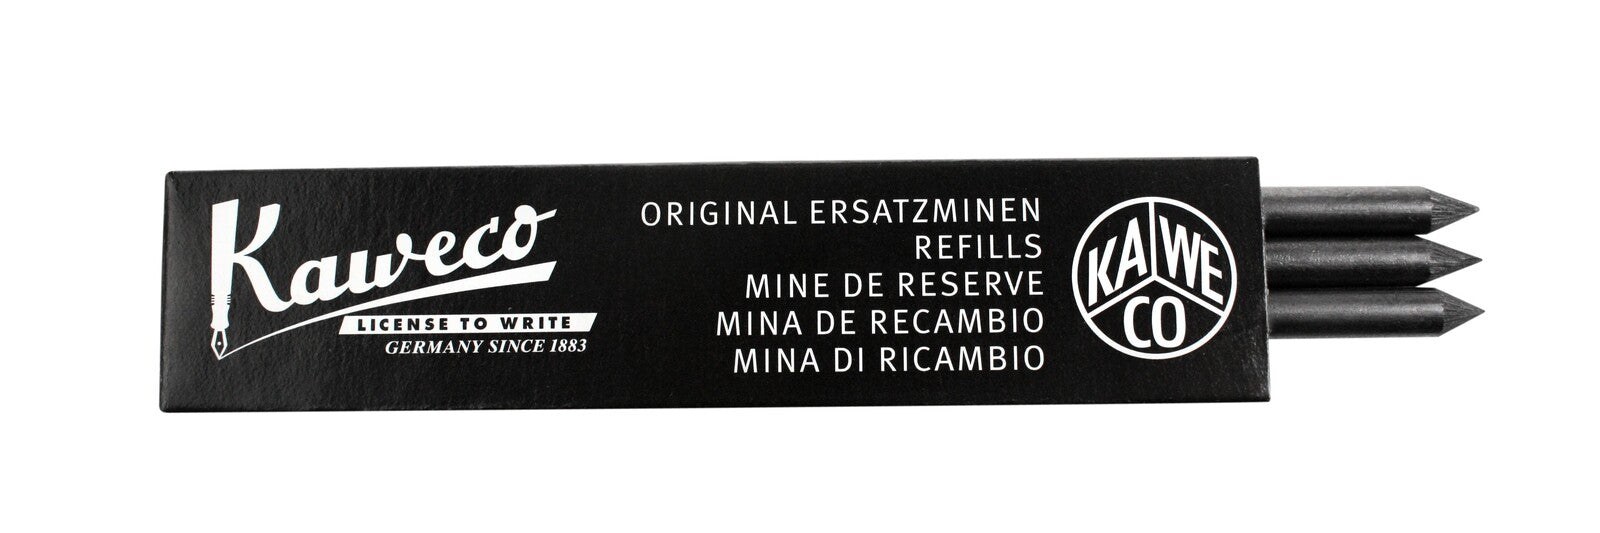 Kaweco
LICENSE TO WRITE
GERMANY SINCE 1883
ORIGINAL ERSATZMINEN
REFILLS
MINE DE RESERVE
MINA DE RECAMBIO
MINA DI RICAMBIO
KA WE
CO